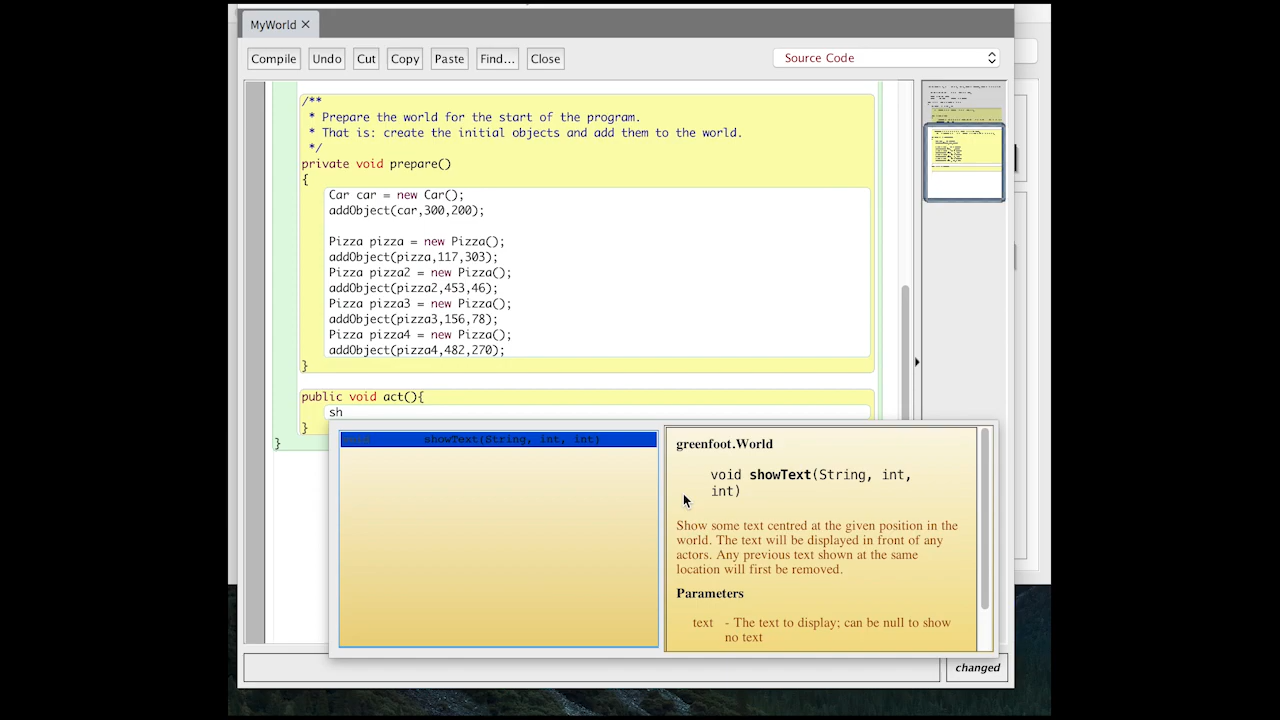 MyWorld ✕
Compile Undo Cut Copy Paste Find... Close Source Code
/**
* Prepare the world for the start of the program.
* That is: create the initial objects and add them to the world.
*/
private void prepare()
{
Car car = new Car();
addObject(car,300,200);
Pizza pizza = new Pizza();
addObject(pizza,117,303);
Pizza pizza2 = new Pizza();
addObject(pizza2,453,46);
Pizza pizza3 = new Pizza();
addObject(pizza3,156,78);
Pizza pizza4 = new Pizza();
addObject(pizza4,482,270);
}
public void act(){
sh
}
}
void showText(String, int, int)
greenfoot.World
void showText(String, int,
int)
Show some text centred at the given position in the
world. The text will be displayed in front of any
actors. Any previous text shown at the same
location will first be removed.
Parameters
text - The text to display; can be null to show
no text
changed